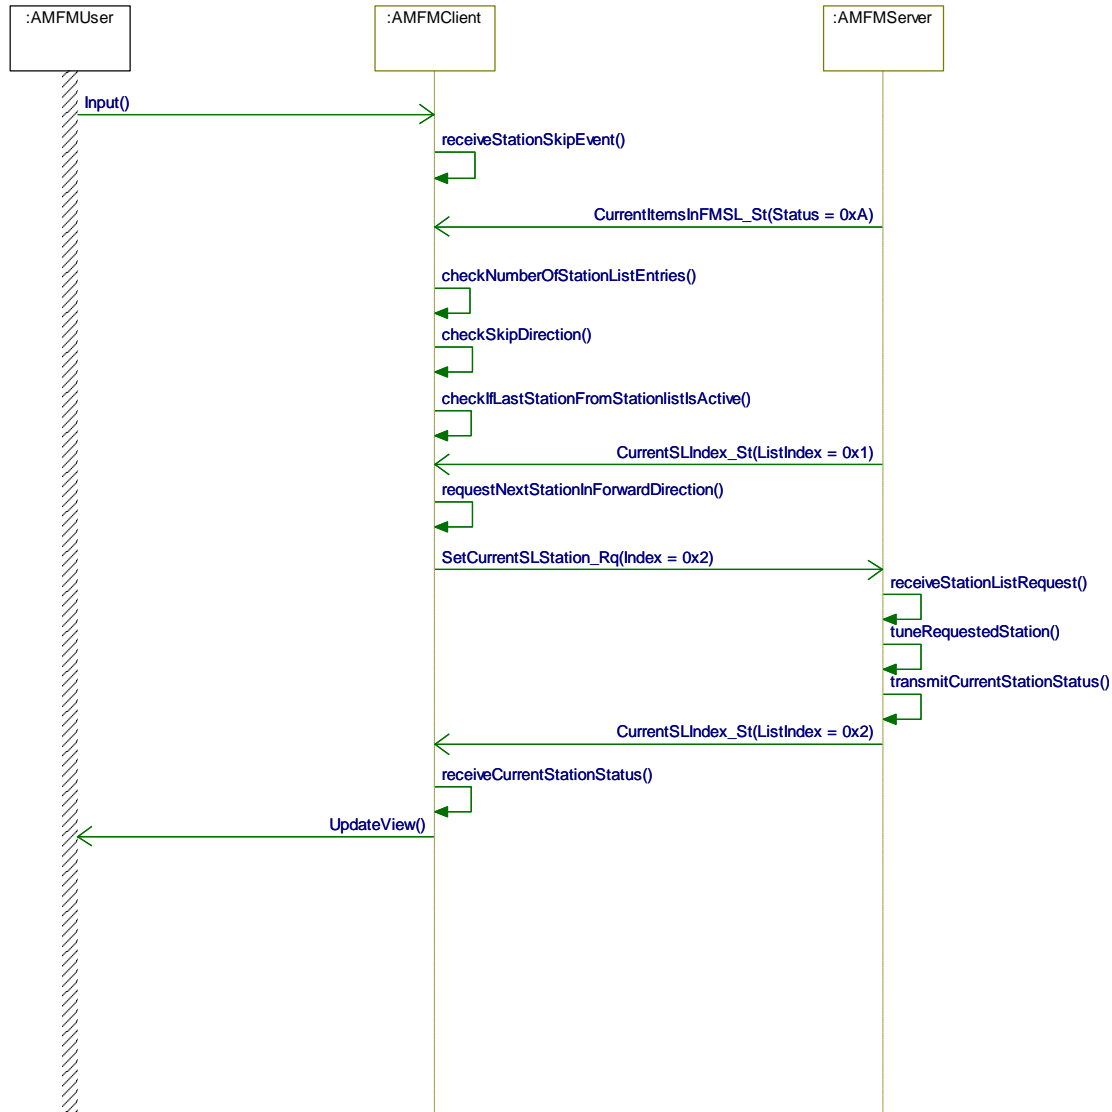 :AMFMUser
:AMFMClient
:AMFMServer
Input()
receiveStationSkipEvent()
CurrentItemsInFMSL_St(Status = 0xA)
checkNumberOfStationListEntries()
checkSkipDirection()
checkIfLastStationFromStationlistIsActive()
CurrentSLIndex_St(ListIndex = 0x1)
requestNextStationInForwardDirection()
SetCurrentSLStation_Rq(Index = 0x2)
receiveStationListRequest()
tuneRequestedStation()
transmitCurrentStationStatus()
CurrentSLIndex_St(ListIndex = 0x2)
receiveCurrentStationStatus()
UpdateView()